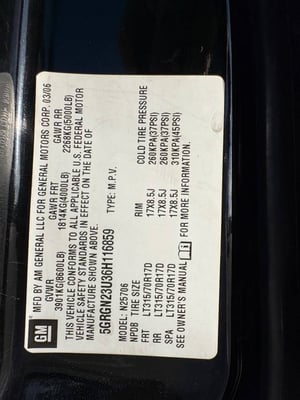 GM
MFD BY AM GENERAL LLC FOR GENERAL MOTORS CORP. 03/06
GVWR GAWR FRT GAWR RR
3901KG(8600LB) 1814KG(4000LB) 2268KG(5000LB)
THIS VEHICLE CONFORMS TO ALL APPLICABLE U.S. FEDERAL MOTOR
VEHICLE SAFETY STANDARDS IN EFFECT ON THE DATE OF
MANUFACTURE SHOWN ABOVE.
5GRGN23U36H116859 TYPE: M.P.V.
MODEL: N25706
NPDB TIRE SIZE RIM COLD TIRE PRESSURE
FRT LT315/70R17D 17X8.5J 260KPA(37PSI)
RR LT315/70R17D 17X8.5J 260KPA(37PSI)
SPA LT315/70R17D 17X8.5J 310KPA(45PSI)
SEE OWNER'S MANUAL FOR MORE INFORMATION